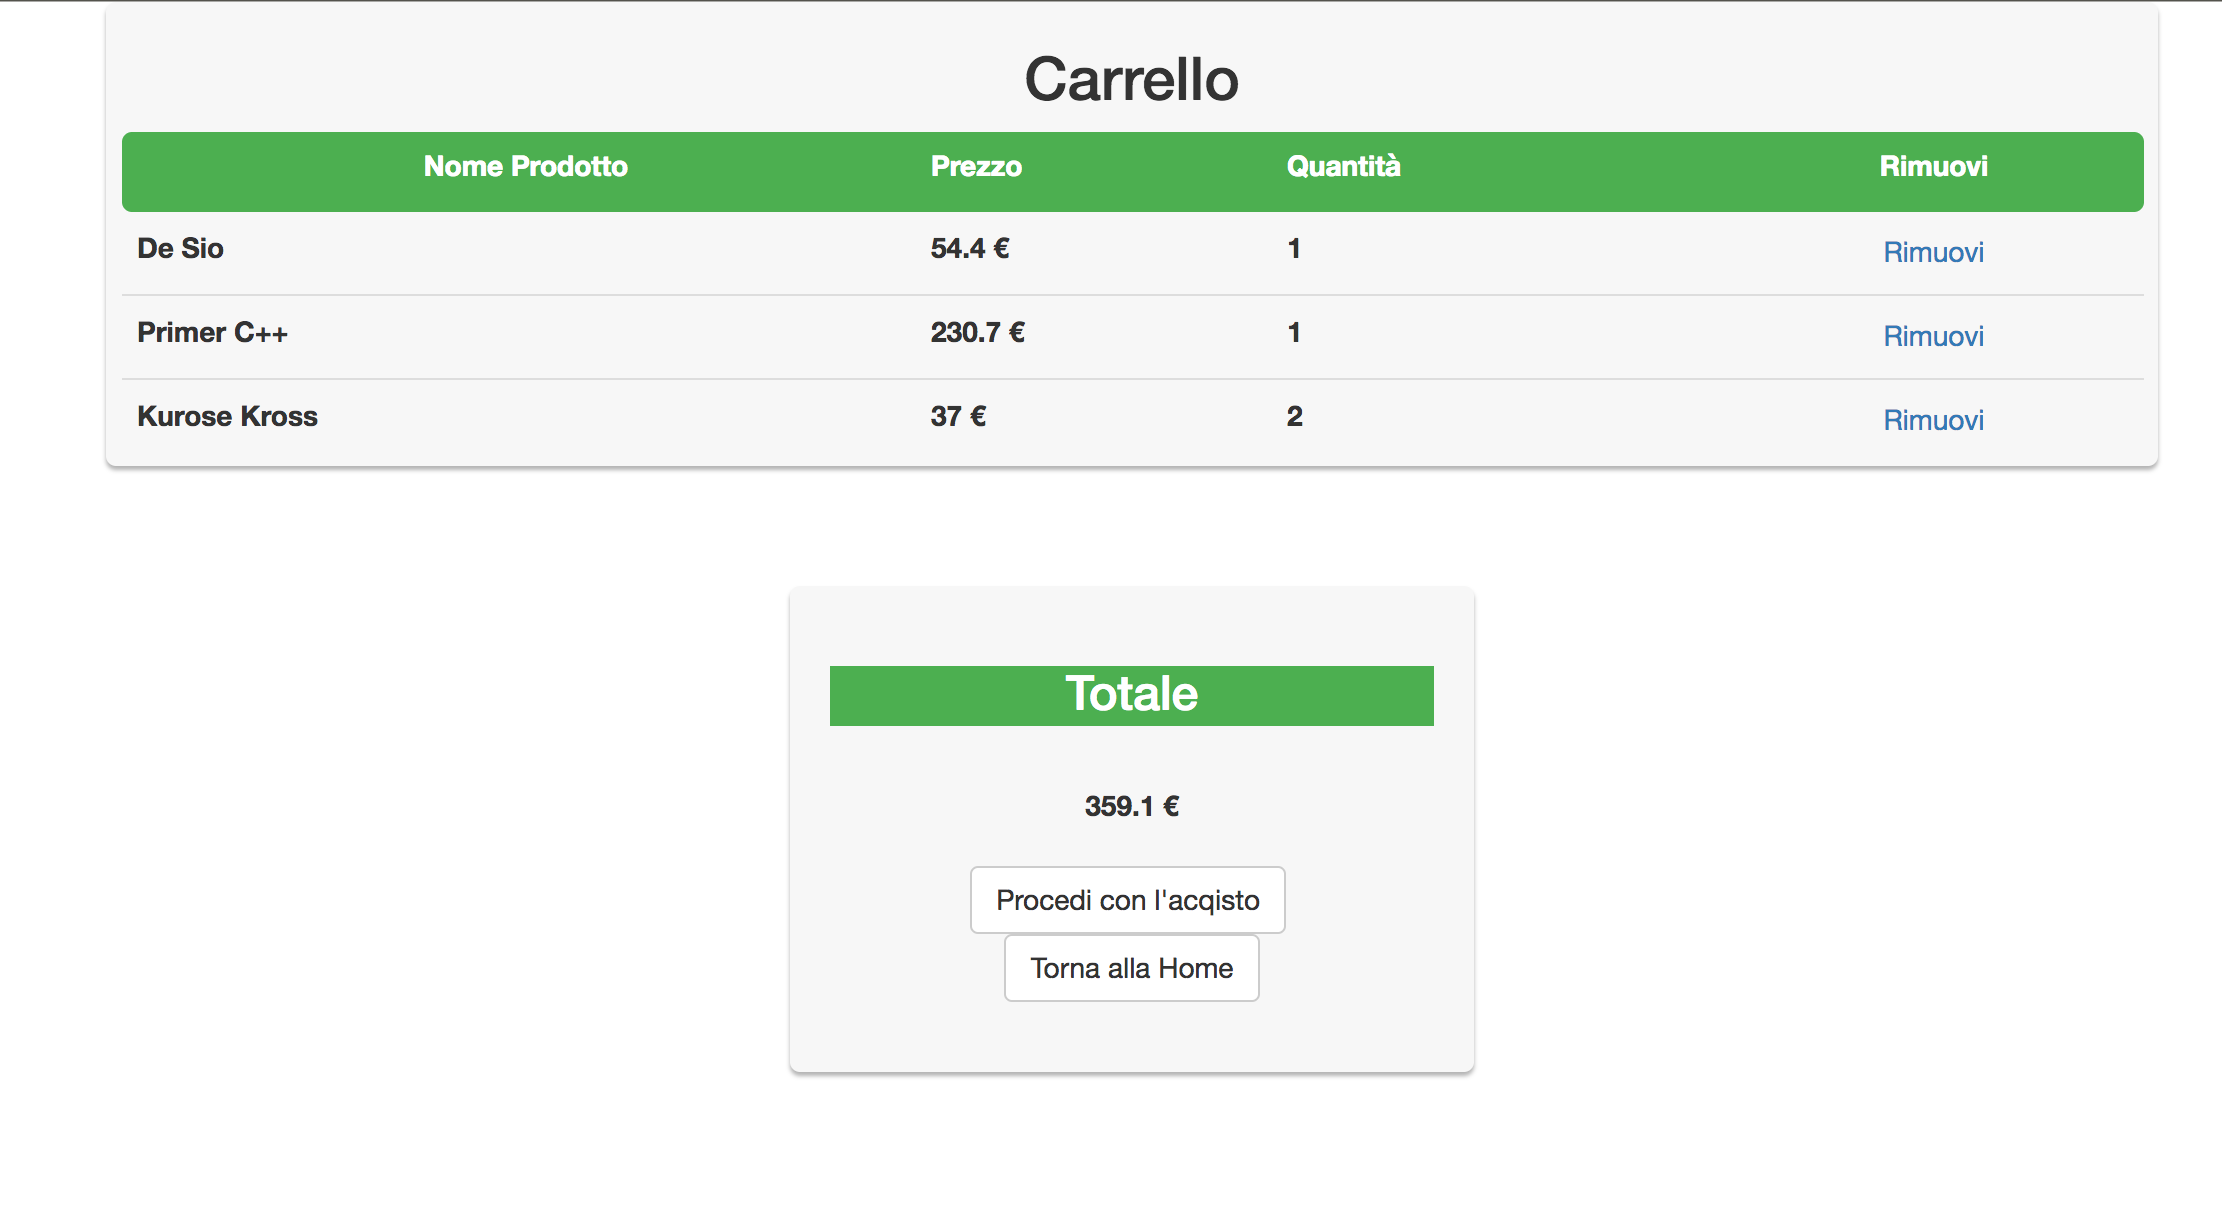 Carrello
Nome Prodotto Prezzo Quantità Rimuovi
De Sio 54.4 € 1 Rimuovi
Primer C++ 230.7 € 1 Rimuovi
Kurose Kross 37 € 2 Rimuovi
Totale
359.1 €
Procedi con l'acqisto
Torna alla Home